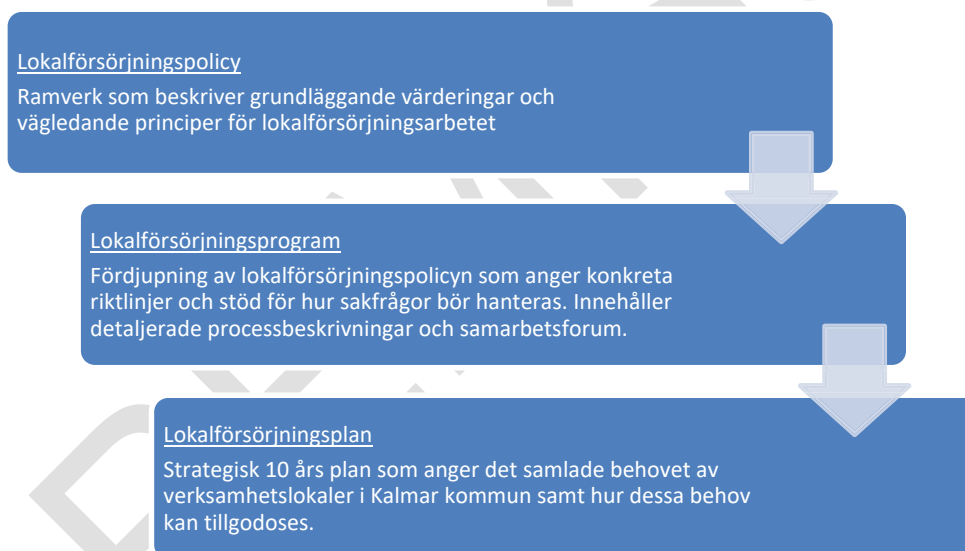 Lokalförsörjningspolicy
Ramverk som beskriver grundläggande värderingar och
vägledande principer för lokalförsörjningsarbetet
Lokalförsörjningsprogram
Fördjupning av lokalförsörjningspolicyn som anger konkreta
riktlinjer och stöd för hur sakfrågor bör hanteras. Innehåller
detaljerade processbeskrivningar och samarbetsforum.
Lokalförsörjningsplan
Strategisk 10 års plan som anger det samlade behovet av
verksamhetslokaler i Kalmar kommun samt hur dessa behov
kan tillgodoses.